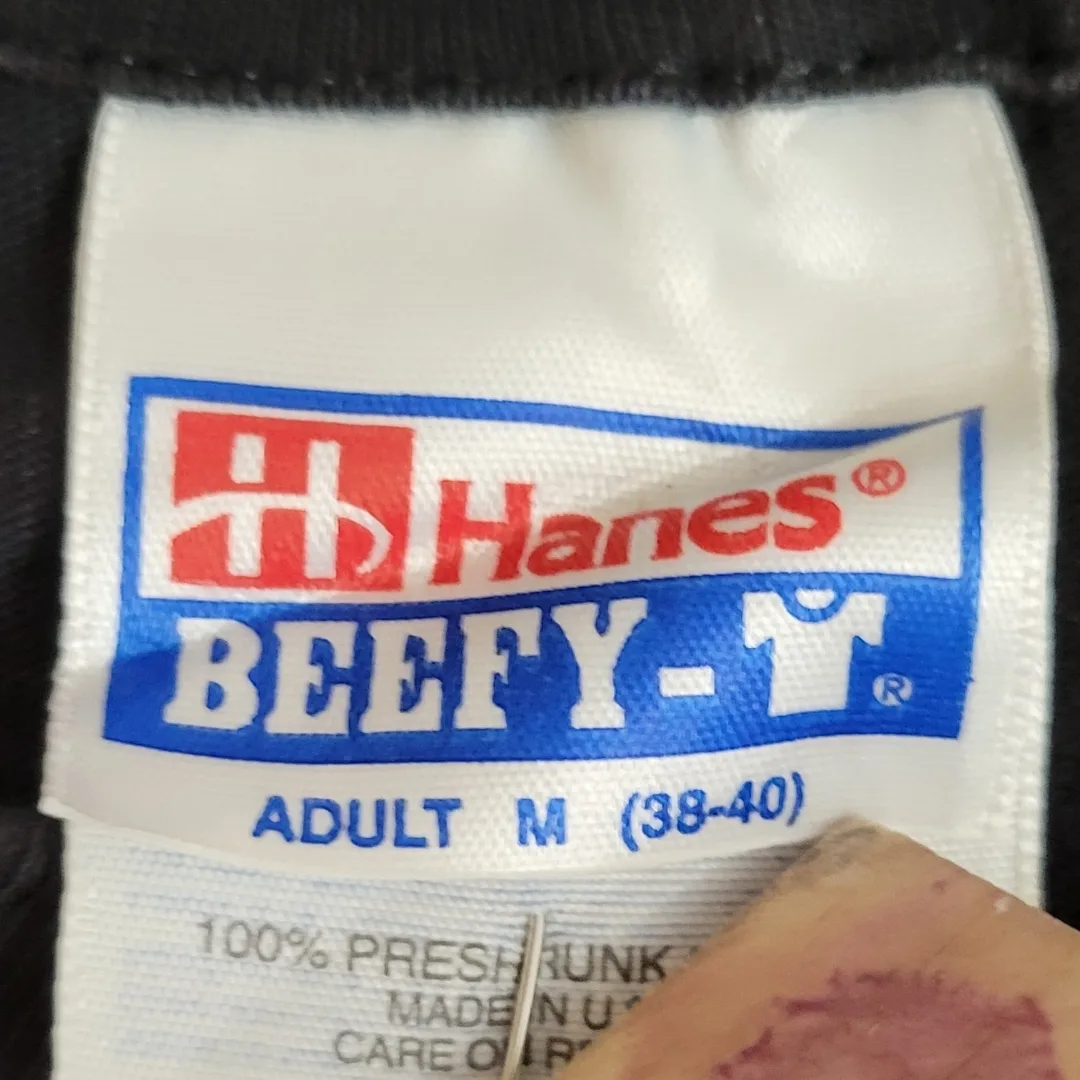 H Hanes®
BEEFY-T®
ADULT M (38-40)
100% PRESHRUNK
MADE IN U.S
CARE ON